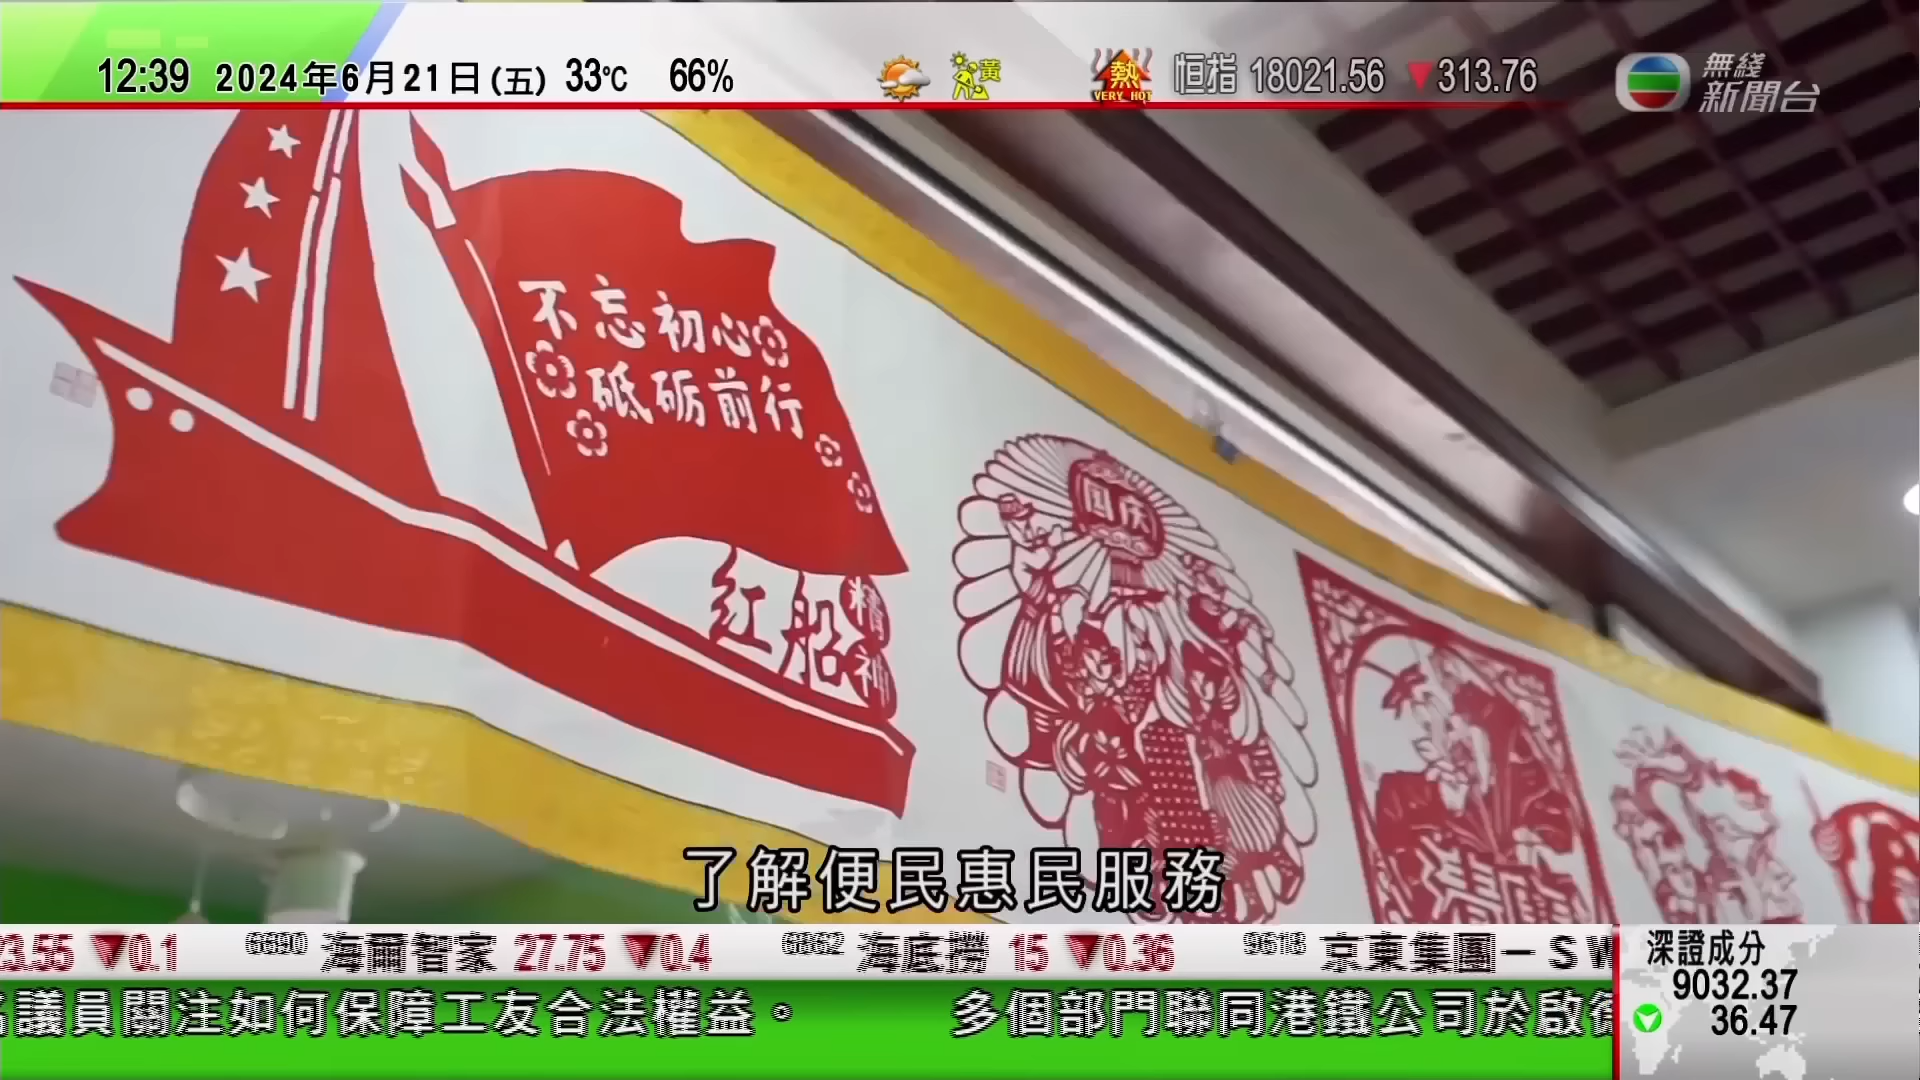 12:39 2024年6月21日(五) 33℃ 66%
黃
熱
VERY HOT
恒指 18021.56 ▼313.76
無綫
新聞台
不忘初心
砥砺前行
红船
精神
国庆
了解便民惠民服務
3.55 ▼0.1 6690 海爾智家 27.75 ▼0.4 6862 海底撈 15 ▼0.36 9618 京東集團－ＳＷ
深證成分
9032.37
36.47
議員關注如何保障工友合法權益。 多個部門聯同港鐵公司於啟